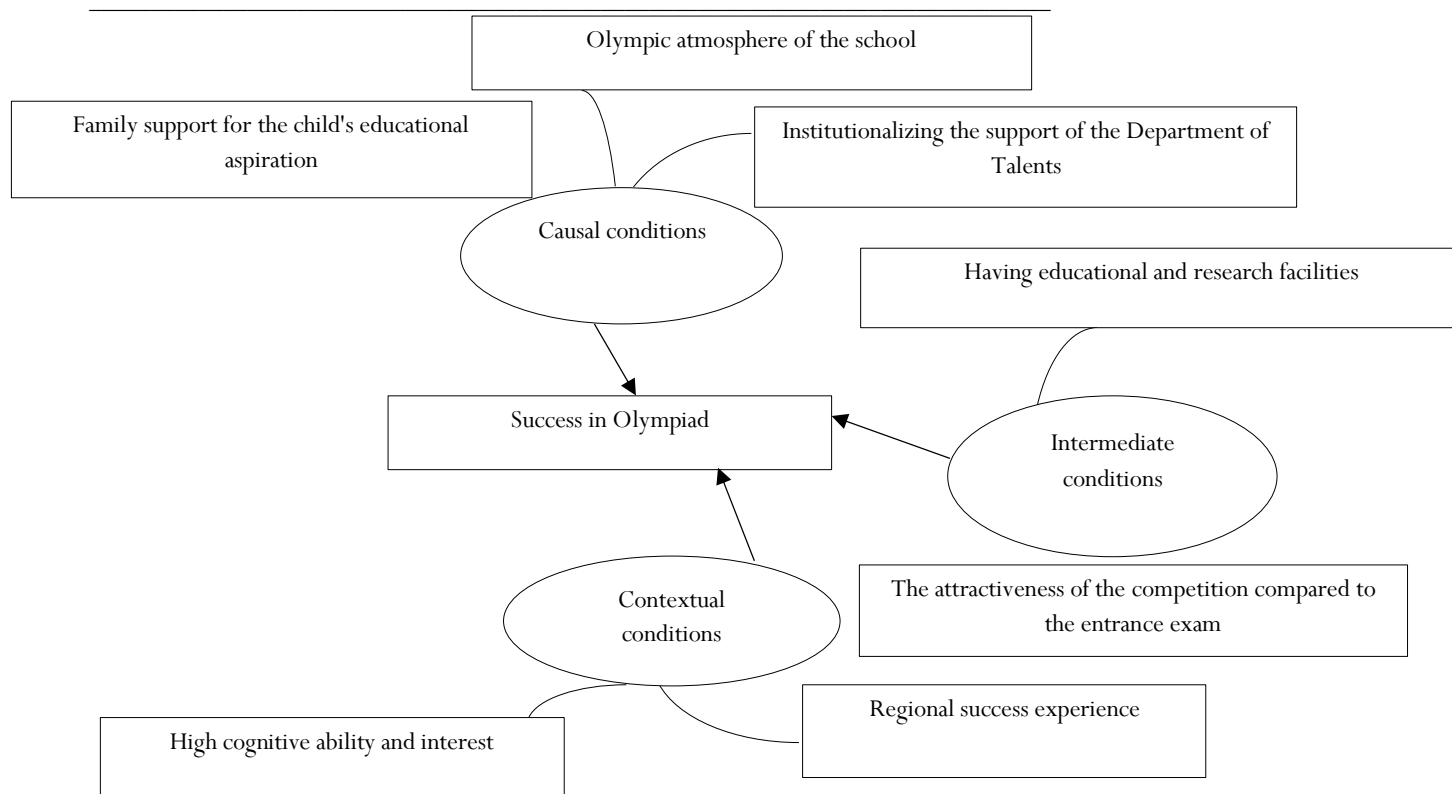 Olympic atmosphere of the school
Family support for the child's educational
aspiration
Institutionalizing the support of the Department of
Talents
Causal conditions
Having educational and research facilities
Success in Olympiad
Intermediate
conditions
The attractiveness of the competition compared to
the entrance exam
Contextual
conditions
Regional success experience
High cognitive ability and interest